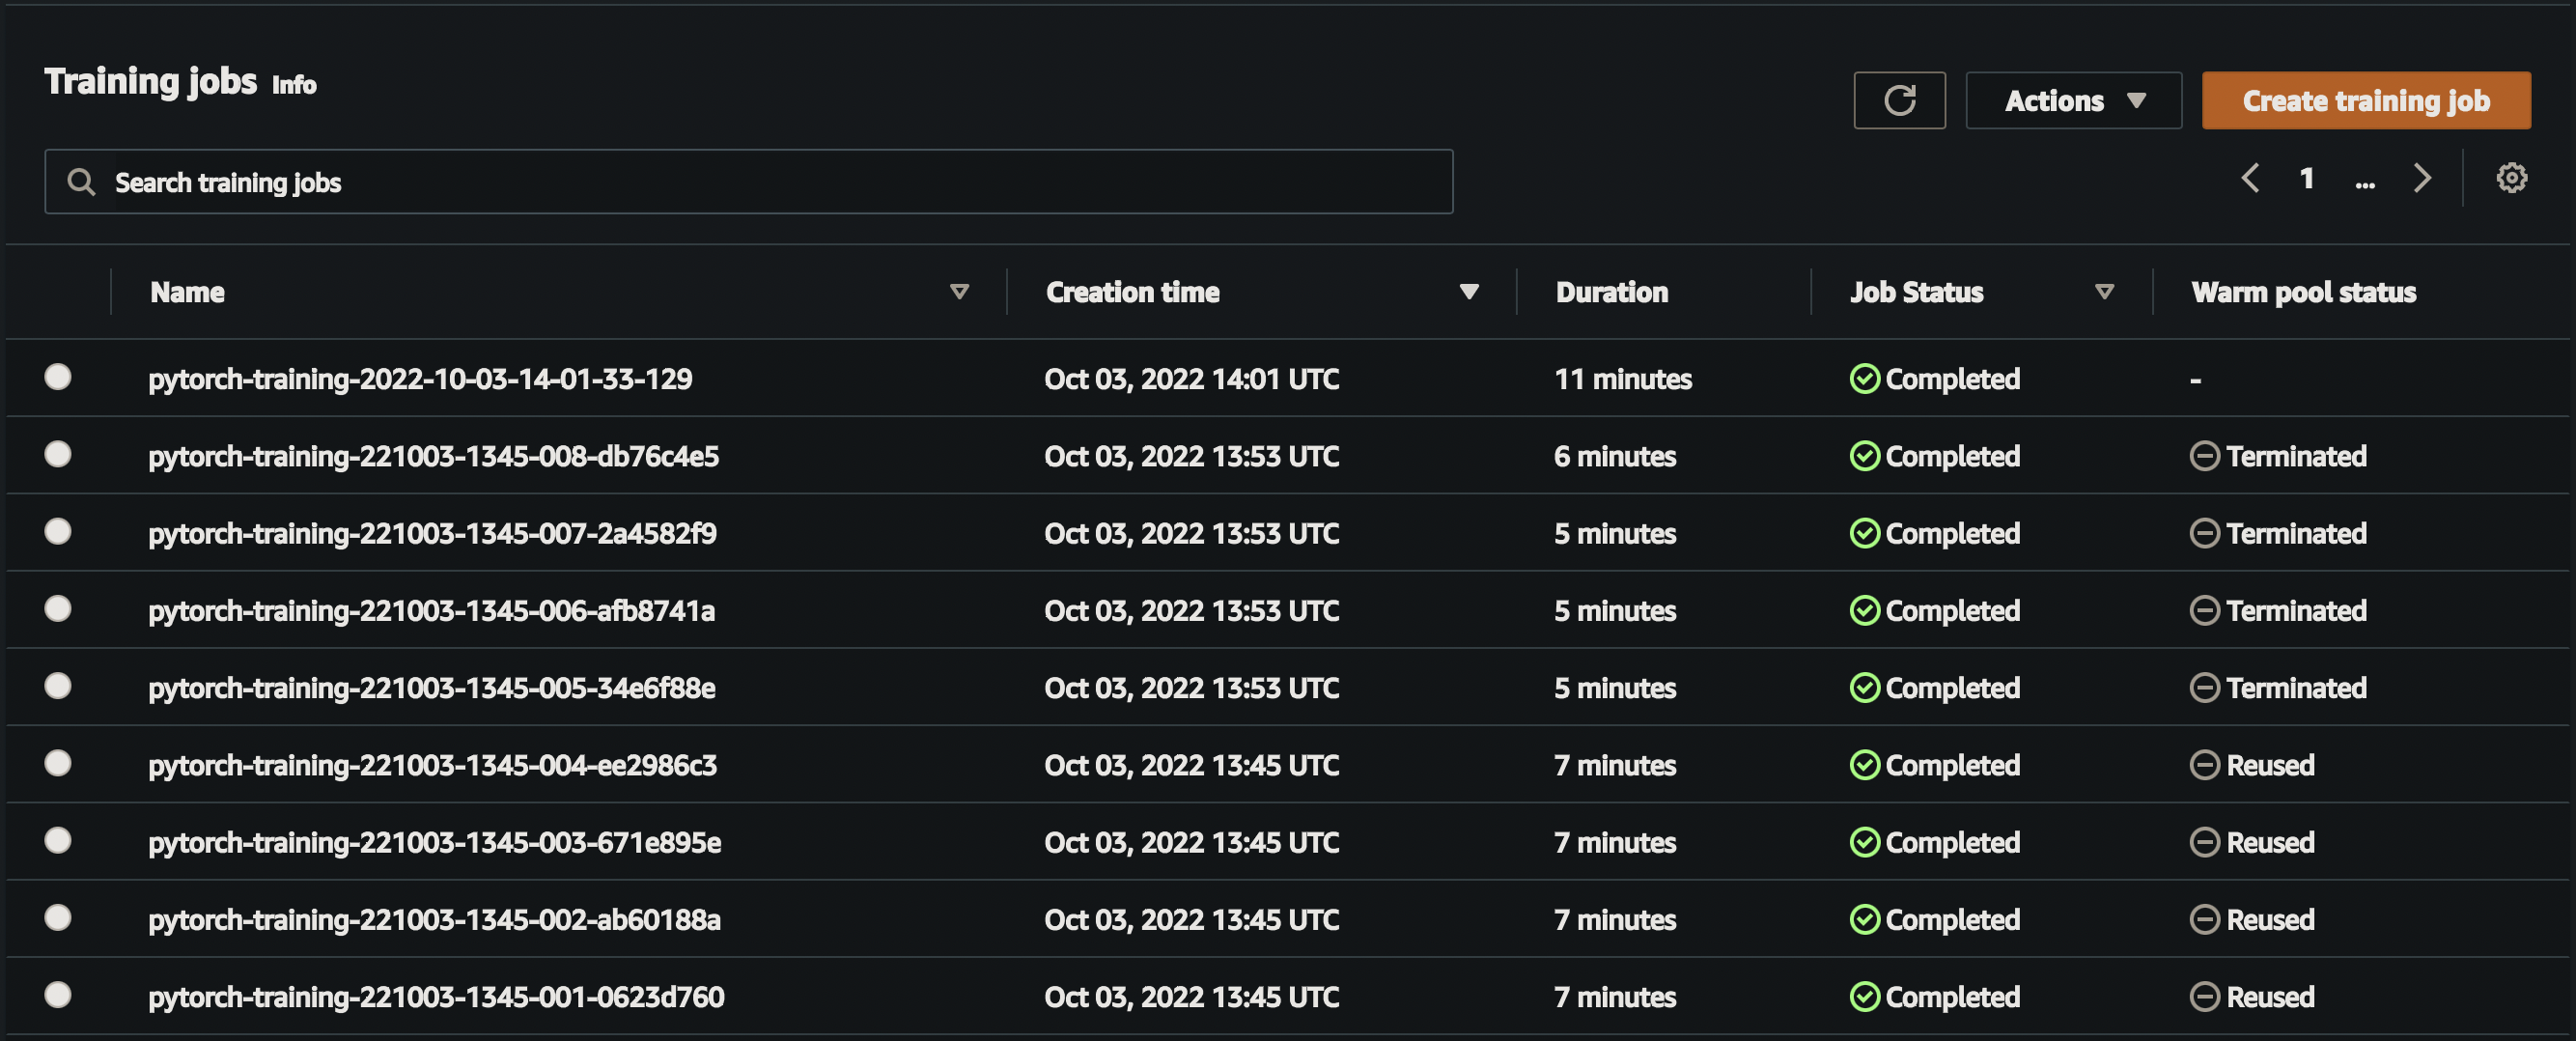 Training jobs Info
Actions
Create training job
Search training jobs
1 ...
Name Creation time Duration Job Status Warm pool status
pytorch-training-2022-10-03-14-01-33-129 Oct 03, 2022 14:01 UTC 11 minutes Completed -
pytorch-training-221003-1345-008-db76c4e5 Oct 03, 2022 13:53 UTC 6 minutes Completed Terminated
pytorch-training-221003-1345-007-2a4582f9 Oct 03, 2022 13:53 UTC 5 minutes Completed Terminated
pytorch-training-221003-1345-006-afb8741a Oct 03, 2022 13:53 UTC 5 minutes Completed Terminated
pytorch-training-221003-1345-005-34e6f88e Oct 03, 2022 13:53 UTC 5 minutes Completed Terminated
pytorch-training-221003-1345-004-ee2986c3 Oct 03, 2022 13:45 UTC 7 minutes Completed Reused
pytorch-training-221003-1345-003-671e895e Oct 03, 2022 13:45 UTC 7 minutes Completed Reused
pytorch-training-221003-1345-002-ab60188a Oct 03, 2022 13:45 UTC 7 minutes Completed Reused
pytorch-training-221003-1345-001-0623d760 Oct 03, 2022 13:45 UTC 7 minutes Completed Reused